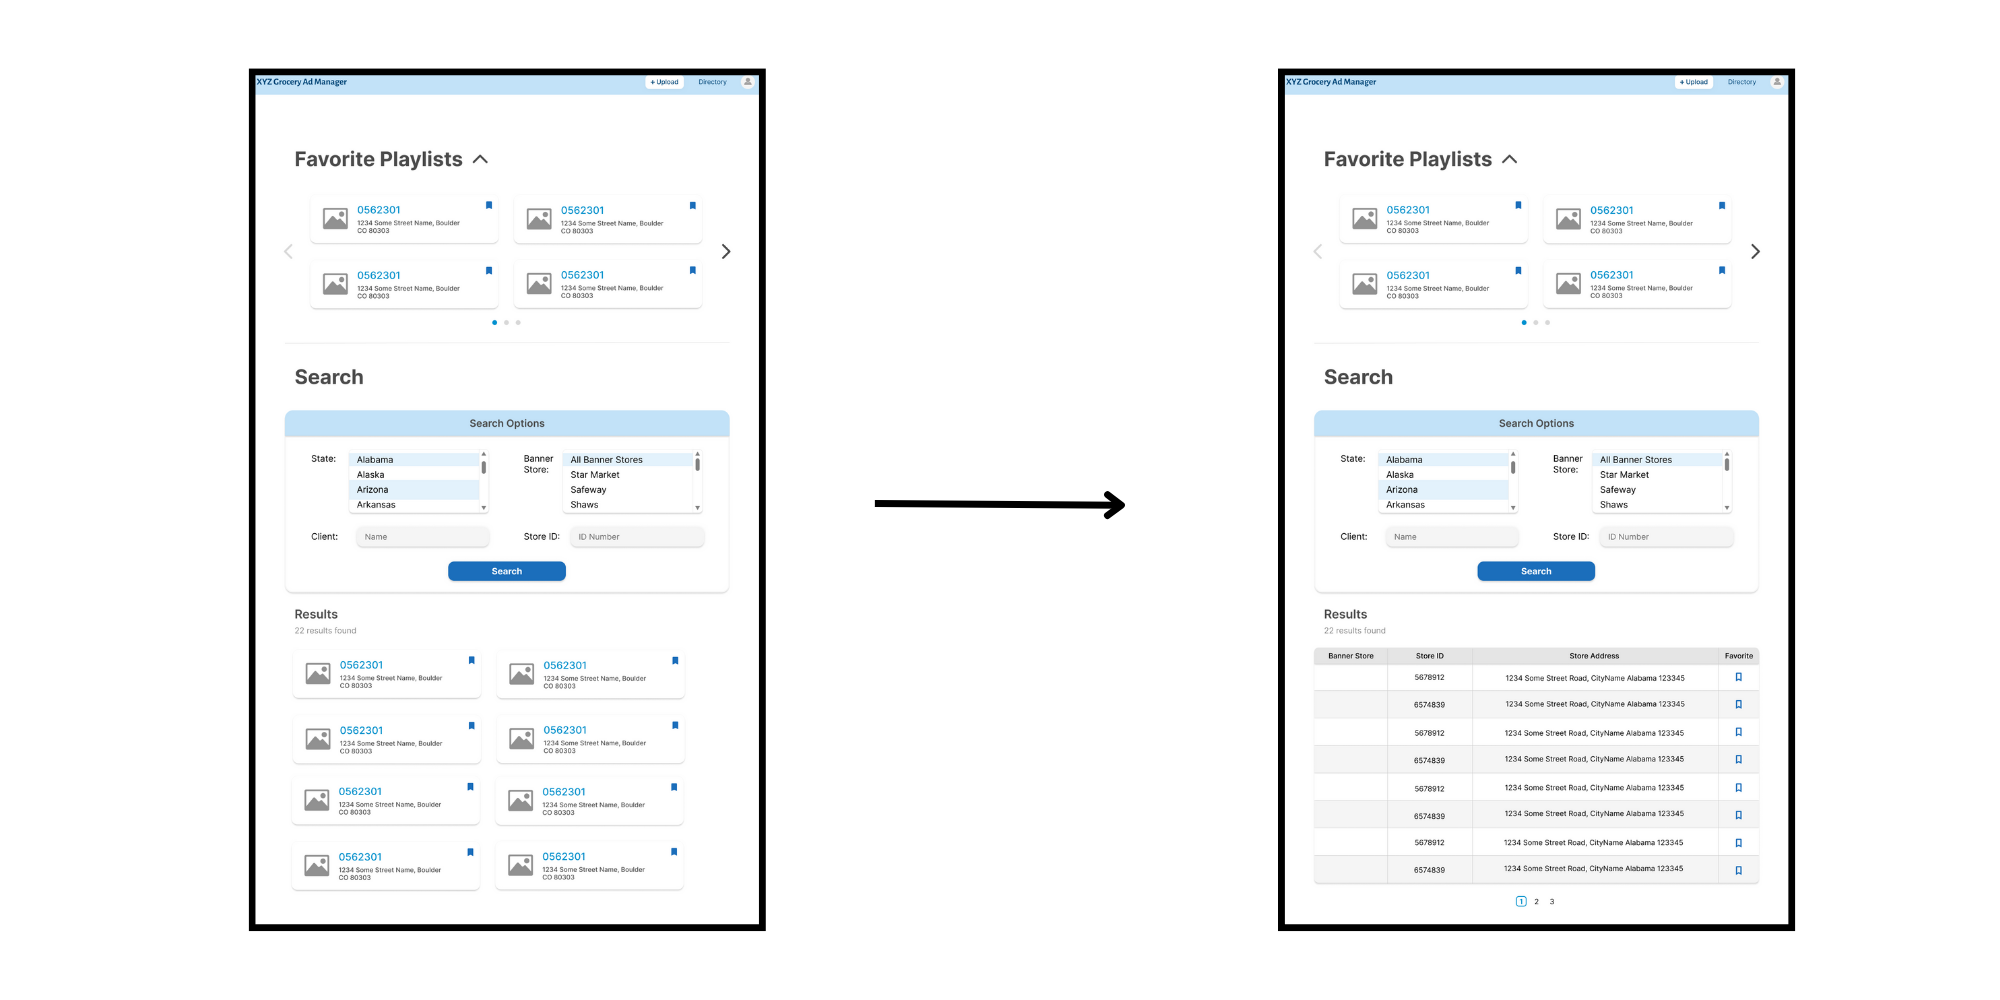 XYZ Grocery Ad Manager
+ Upload
Directory
Favorite Playlists
0562301
1234 Some Street Name, Boulder
CO 80303
0562301
1234 Some Street Name, Boulder
CO 80303
0562301
1234 Some Street Name, Boulder
CO 80303
0562301
1234 Some Street Name, Boulder
CO 80303
Search
Search Options
State:
Alabama
Alaska
Arizona
Arkansas
Banner
Store:
All Banner Stores
Star Market
Safeway
Shaws
Client:
Name
Store ID:
ID Number
Search
Results
22 results found
0562301
1234 Some Street Name, Boulder
CO 80303
0562301
1234 Some Street Name, Boulder
CO 80303
0562301
1234 Some Street Name, Boulder
CO 80303
0562301
1234 Some Street Name, Boulder
CO 80303
0562301
1234 Some Street Name, Boulder
CO 80303
0562301
1234 Some Street Name, Boulder
CO 80303
0562301
1234 Some Street Name, Boulder
CO 80303
0562301
1234 Some Street Name, Boulder
CO 80303
XYZ Grocery Ad Manager
+ Upload
Directory
Favorite Playlists
0562301
1234 Some Street Name, Boulder
CO 80303
0562301
1234 Some Street Name, Boulder
CO 80303
0562301
1234 Some Street Name, Boulder
CO 80303
0562301
1234 Some Street Name, Boulder
CO 80303
Search
Search Options
State:
Alabama
Alaska
Arizona
Arkansas
Banner
Store:
All Banner Stores
Star Market
Safeway
Shaws
Client:
Name
Store ID:
ID Number
Search
Results
22 results found
Banner Store Store ID Store Address Favorite
5678912 1234 Some Street Road, CityName Alabama 123345
6574839 1234 Some Street Road, CityName Alabama 123345
5678912 1234 Some Street Road, CityName Alabama 123345
6574839 1234 Some Street Road, CityName Alabama 123345
5678912 1234 Some Street Road, CityName Alabama 123345
6574839 1234 Some Street Road, CityName Alabama 123345
5678912 1234 Some Street Road, CityName Alabama 123345
6574839 1234 Some Street Road, CityName Alabama 123345
1 2 3